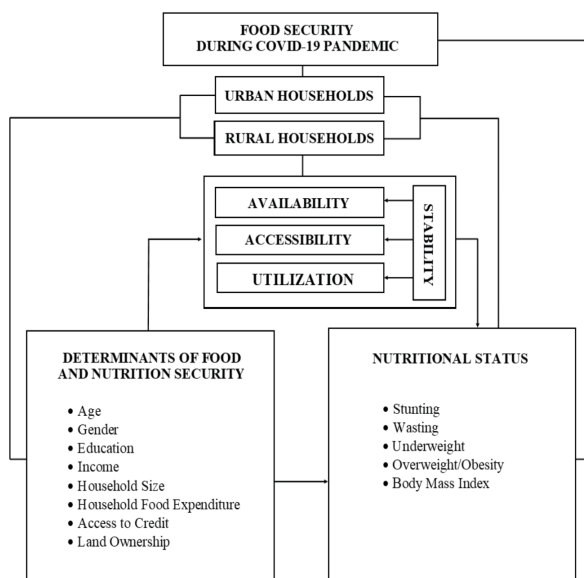 FOOD SECURITY
DURING COVID-19 PANDEMIC
URBAN HOUSEHOLDS
RURAL HOUSEHOLDS
AVAILABILITY
ACCESSIBILITY
UTILIZATION
STABILITY
DETERMINANTS OF FOOD
AND NUTRITION SECURITY
• Age
• Gender
• Education
• Income
• Household Size
• Household Food Expenditure
• Access to Credit
• Land Ownership
NUTRITIONAL STATUS
• Stunting
• Wasting
• Underweight
• Overweight/Obesity
• Body Mass Index